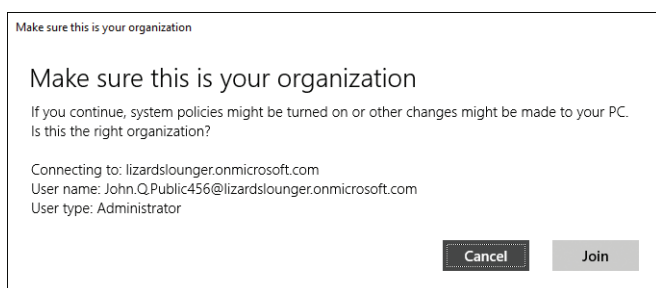 Make sure this is your organization
Make sure this is your organization
If you continue, system policies might be turned on or other changes might be made to your PC.
Is this the right organization?
Connecting to: lizardslounger.onmicrosoft.com
User name: John.Q.Public456@lizardslounger.onmicrosoft.com
User type: Administrator
Cancel Join